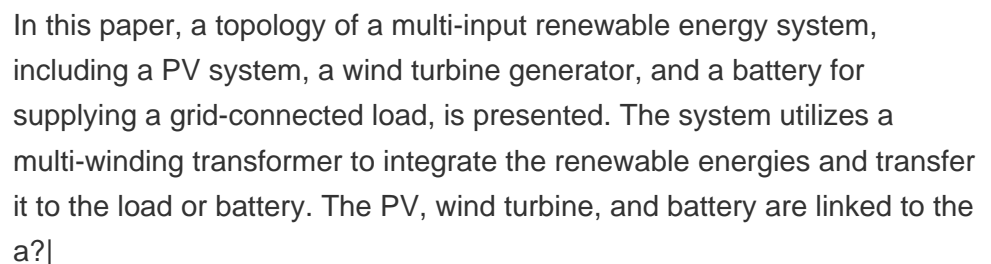 In this paper, a topology of a multi-input renewable energy system,
including a PV system, a wind turbine generator, and a battery for
supplying a grid-connected load, is presented. The system utilizes a
multi-winding transformer to integrate the renewable energies and transfer
it to the load or battery. The PV, wind turbine, and battery are linked to the
a?|